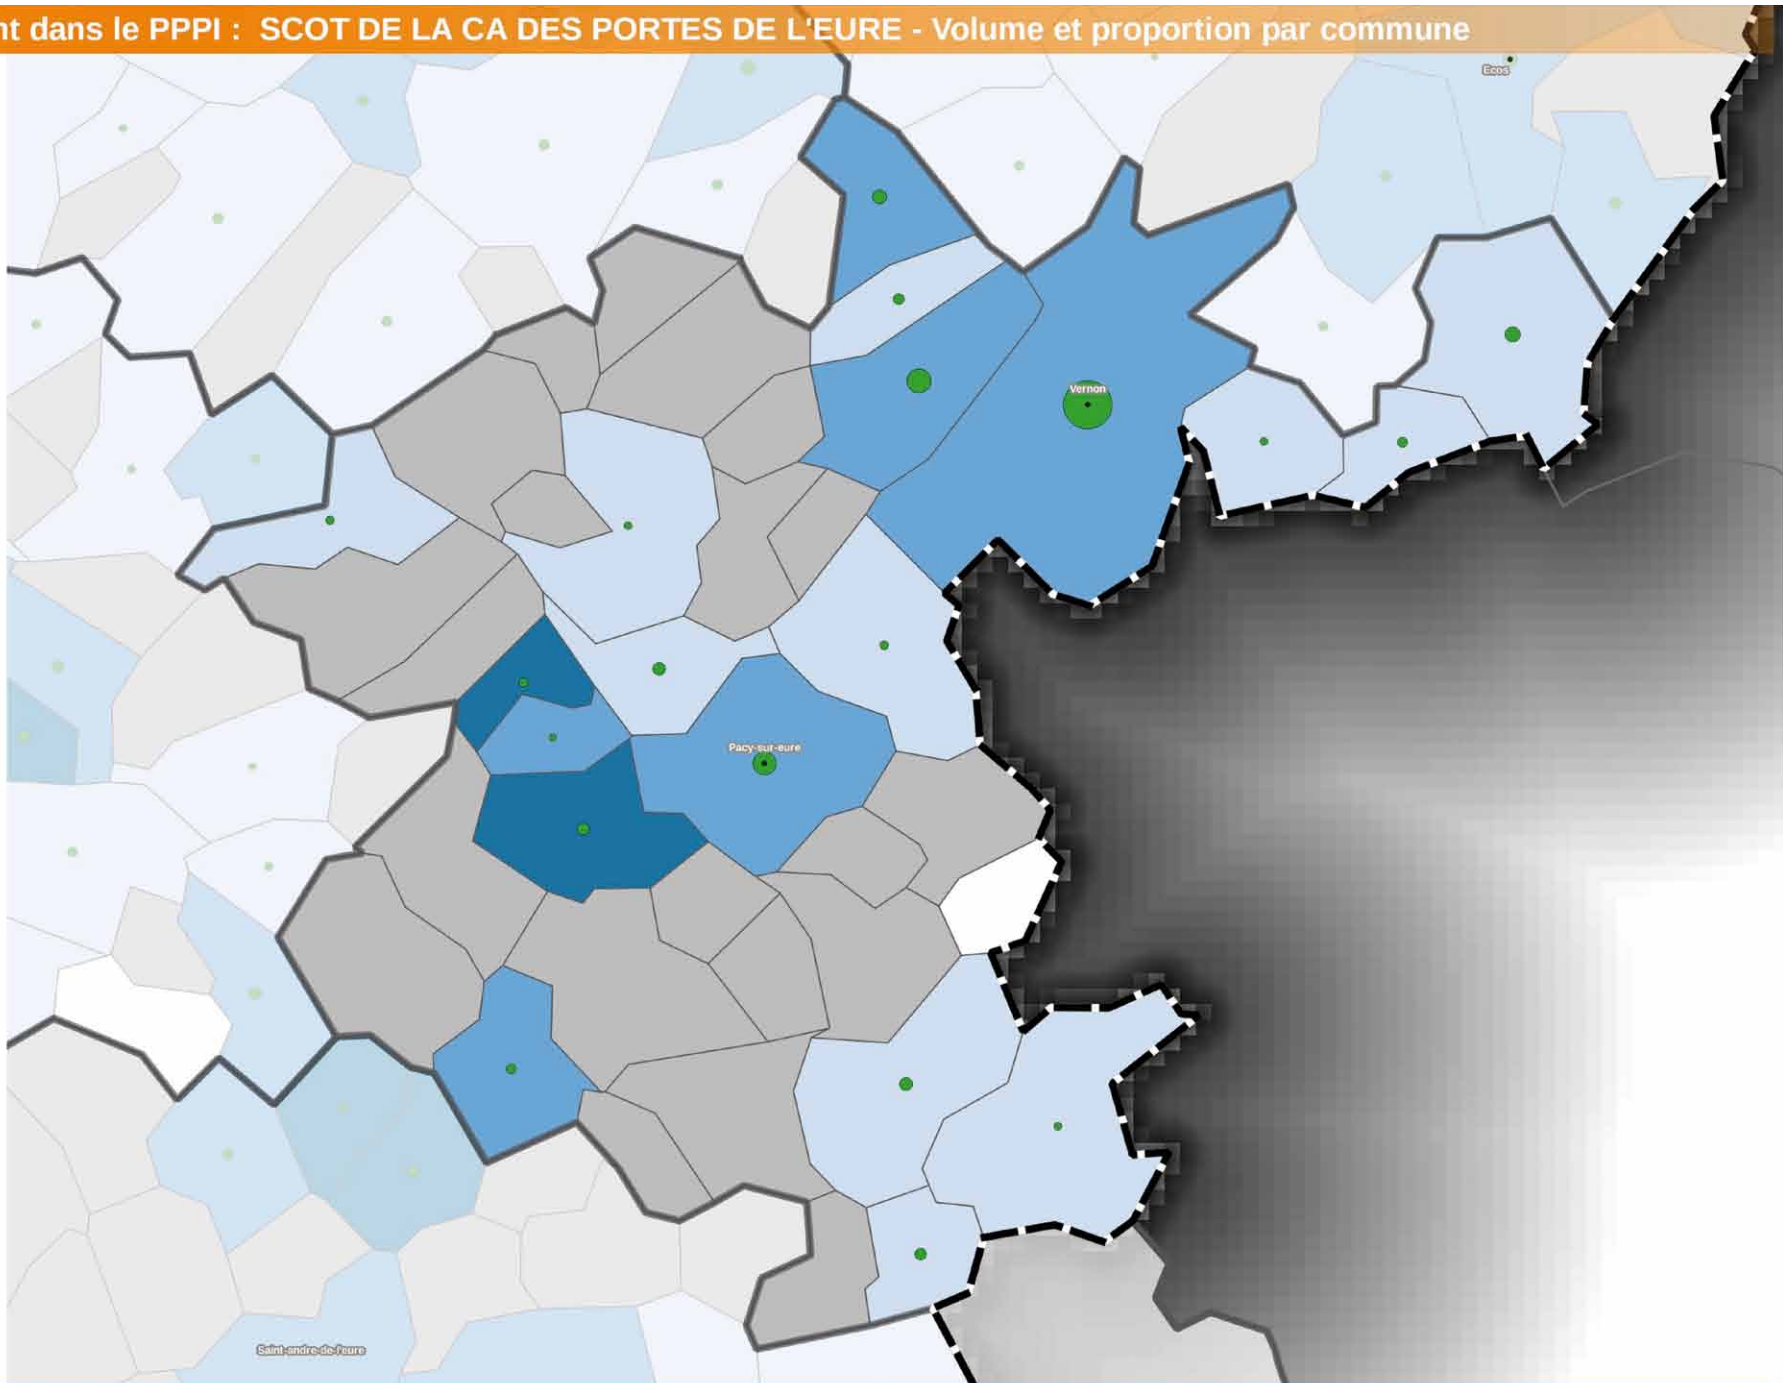 nt dans le PPPI : SCOT DE LA CA DES PORTES DE L'EURE - Volume et proportion par commune
Ecos
Vernon
Pacy-sur-eure
Saint-andre-de-l'eure